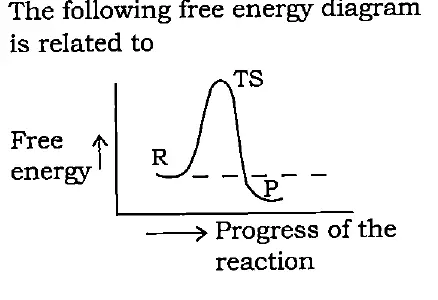 The following free energy diagram
is related to
TS
Free
energy
R
P
Progress of the
reaction